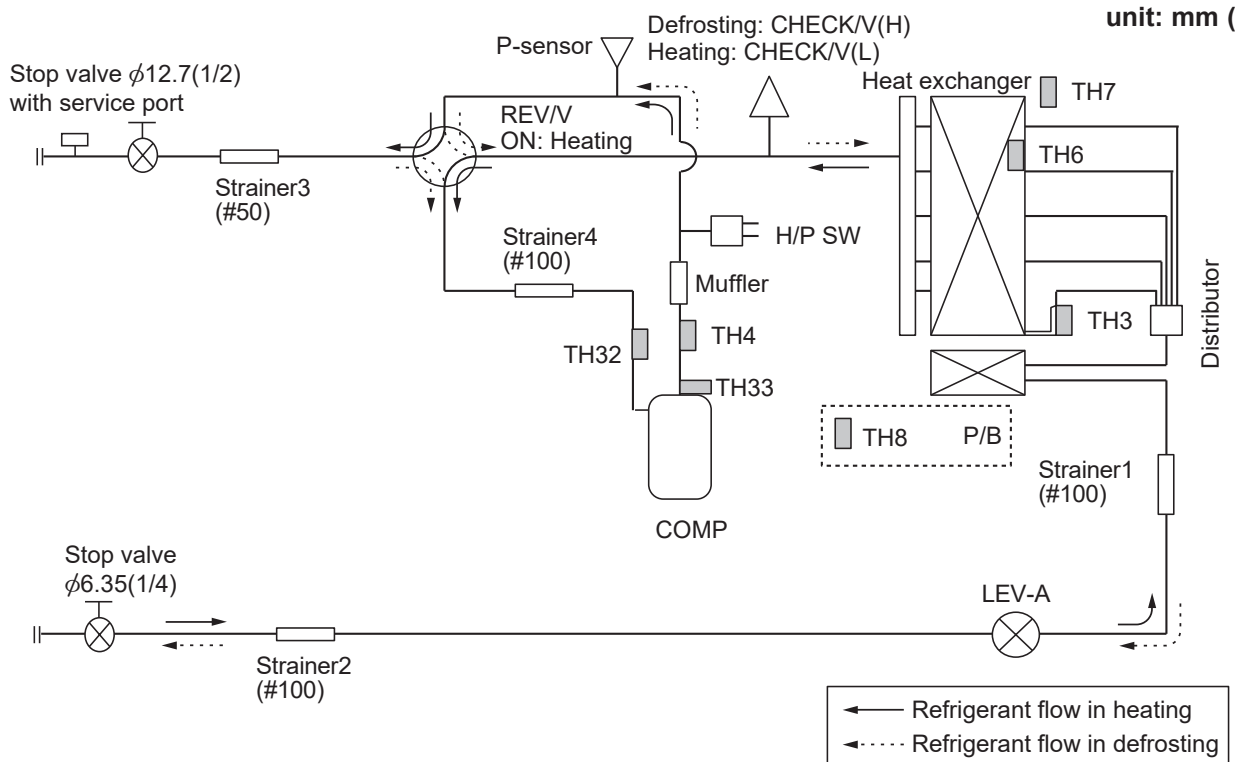 unit: mm (
Defrosting: CHECK/V(H)
Heating: CHECK/V(L)
P-sensor
Stop valve ϕ12.7(1/2)
with service port
Heat exchanger
TH7
REV/V
ON: Heating
TH6
Strainer3
(#50)
Strainer4
(#100)
H/P SW
Muffler
TH4
TH32
TH33
TH3
Distributor
TH8
P/B
Strainer1
(#100)
COMP
Stop valve
ϕ6.35(1/4)
LEV-A
Strainer2
(#100)
Refrigerant flow in heating
Refrigerant flow in defrosting